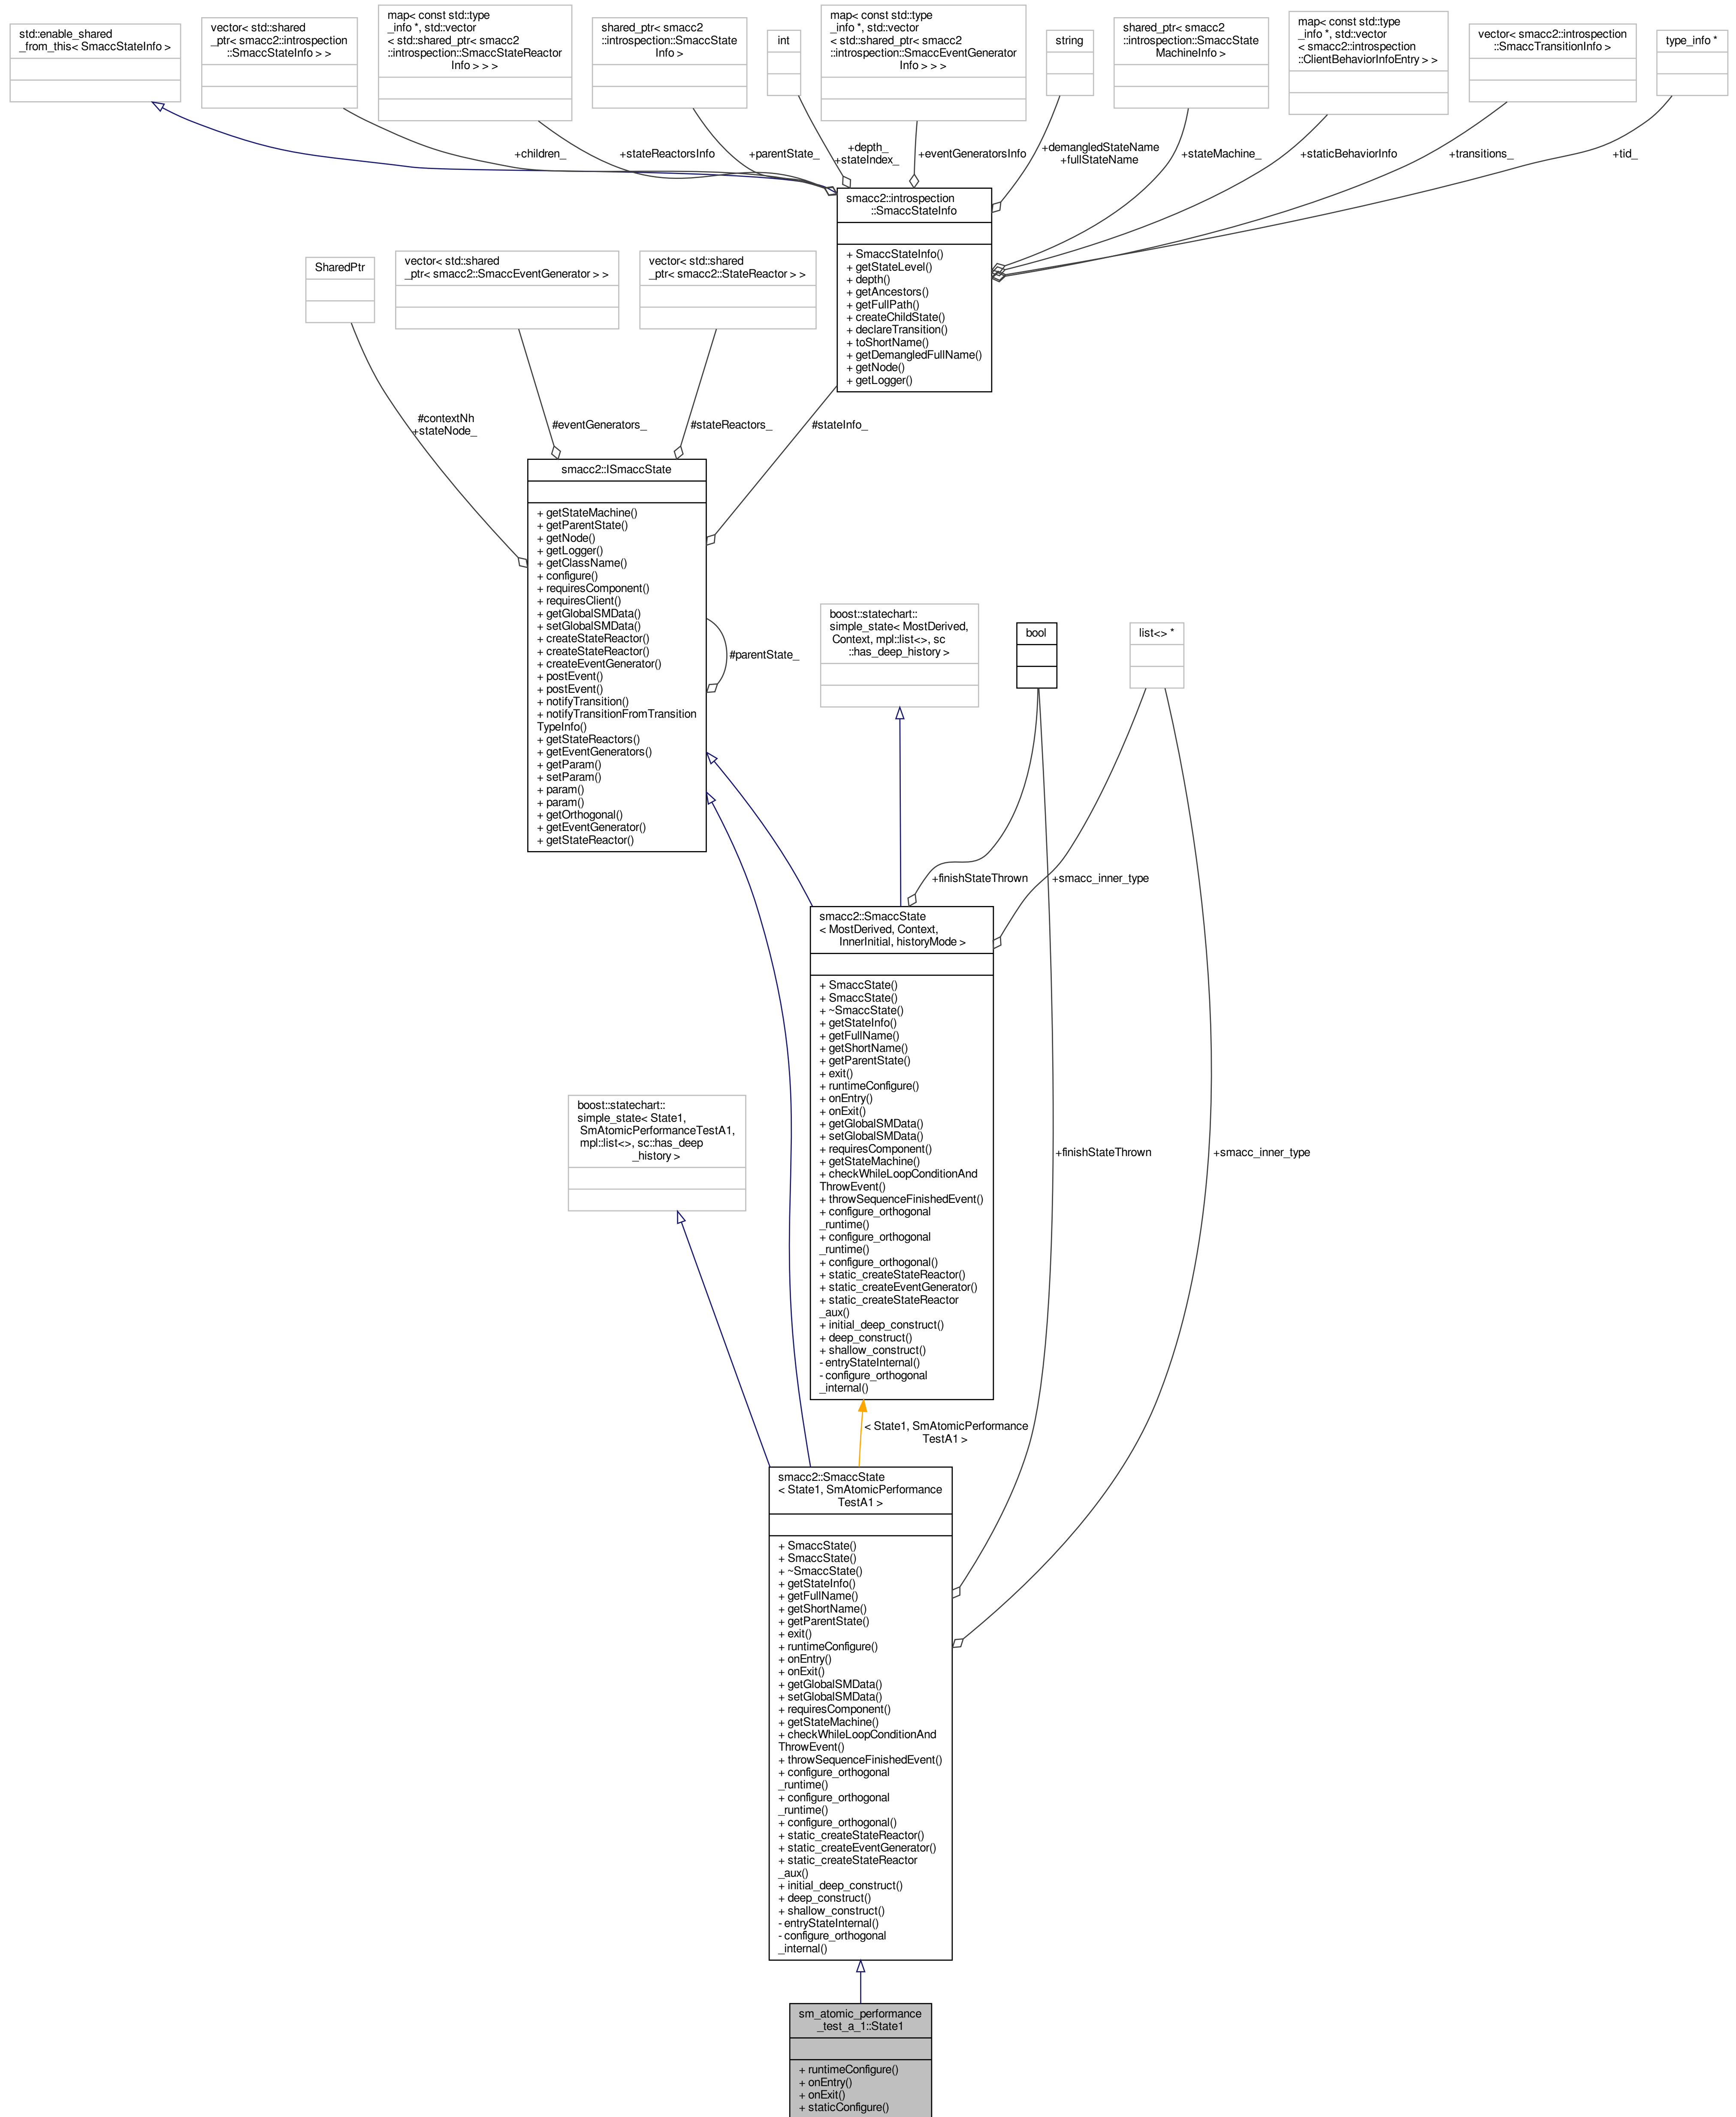 std::enable_shared
_from_this< SmaccStateInfo >
vector< std::shared
_ptr< smacc2::introspection
::SmaccStateInfo > >
map< const std::type
_info *, std::vector
< std::shared_ptr< smacc2
::introspection::SmaccStateReactor
Info > > >
shared_ptr< smacc2
::introspection::SmaccState
Info >
int
map< const std::type
_info *, std::vector
< std::shared_ptr< smacc2
::introspection::SmaccEventGenerator
Info > > >
string
shared_ptr< smacc2
::introspection::SmaccState
MachineInfo >
map< const std::type
_info *, std::vector
< smacc2::introspection
::ClientBehaviorInfoEntry > >
vector< smacc2::introspection
::SmaccTransitionInfo >
type_info *
+children_
+stateReactorsInfo
+parentState_
+depth_
+stateIndex_
+eventGeneratorsInfo
+demangledStateName
+fullStateName
+stateMachine_
+staticBehaviorInfo
+transitions_
+tid_
smacc2::introspection
::SmaccStateInfo
+ SmaccStateInfo()
+ getStateLevel()
+ depth()
+ getAncestors()
+ getFullPath()
+ createChildState()
+ declareTransition()
+ toShortName()
+ getDemangledFullName()
+ getNode()
+ getLogger()
SharedPtr
vector< std::shared
_ptr< smacc2::SmaccEventGenerator > >
vector< std::shared
_ptr< smacc2::StateReactor > >
#contextNh
+stateNode_
#eventGenerators_
#stateReactors_
#stateInfo_
smacc2::ISmaccState
+ getStateMachine()
+ getParentState()
+ getNode()
+ getLogger()
+ getClassName()
+ configure()
+ requiresComponent()
+ requiresClient()
+ getGlobalSMData()
+ setGlobalSMData()
+ createStateReactor()
+ createStateReactor()
+ createEventGenerator()
+ postEvent()
+ postEvent()
+ notifyTransition()
+ notifyTransitionFromTransition
TypeInfo()
+ getStateReactors()
+ getEventGenerators()
+ getParam()
+ setParam()
+ param()
+ param()
+ getOrthogonal()
+ getEventGenerator()
+ getStateReactor()
#parentState_
boost::statechart::
simple_state< MostDerived,
Context, mpl::list<>, sc
::has_deep_history >
bool
list<> *
+finishStateThrown
+smacc_inner_type
smacc2::SmaccState
< MostDerived, Context,
InnerInitial, historyMode >
+ SmaccState()
+ SmaccState()
+ ~SmaccState()
+ getStateInfo()
+ getFullName()
+ getShortName()
+ getParentState()
+ exit()
+ runtimeConfigure()
+ onEntry()
+ onExit()
+ getGlobalSMData()
+ setGlobalSMData()
+ requiresComponent()
+ getStateMachine()
+ checkWhileLoopConditionAnd
ThrowEvent()
+ throwSequenceFinishedEvent()
+ configure_orthogonal
_runtime()
+ configure_orthogonal
_runtime()
+ configure_orthogonal()
+ static_createStateReactor()
+ static_createEventGenerator()
+ static_createStateReactor
_aux()
+ initial_deep_construct()
+ deep_construct()
+ shallow_construct()
- entryStateInternal()
- configure_orthogonal
_internal()
boost::statechart::
simple_state< State1,
SmAtomicPerformanceTestA1,
mpl::list<>, sc::has_deep
_history >
+finishStateThrown
+smacc_inner_type
< State1, SmAtomicPerformance
TestA1 >
smacc2::SmaccState
< State1, SmAtomicPerformance
TestA1 >
+ SmaccState()
+ SmaccState()
+ ~SmaccState()
+ getStateInfo()
+ getFullName()
+ getShortName()
+ getParentState()
+ exit()
+ runtimeConfigure()
+ onEntry()
+ onExit()
+ getGlobalSMData()
+ setGlobalSMData()
+ requiresComponent()
+ getStateMachine()
+ checkWhileLoopConditionAnd
ThrowEvent()
+ throwSequenceFinishedEvent()
+ configure_orthogonal
_runtime()
+ configure_orthogonal
_runtime()
+ configure_orthogonal()
+ static_createStateReactor()
+ static_createEventGenerator()
+ static_createStateReactor
_aux()
+ initial_deep_construct()
+ deep_construct()
+ shallow_construct()
- entryStateInternal()
- configure_orthogonal
_internal()
sm_atomic_performance
_test_a_1::State1
+ runtimeConfigure()
+ onEntry()
+ onExit()
+ staticConfigure()